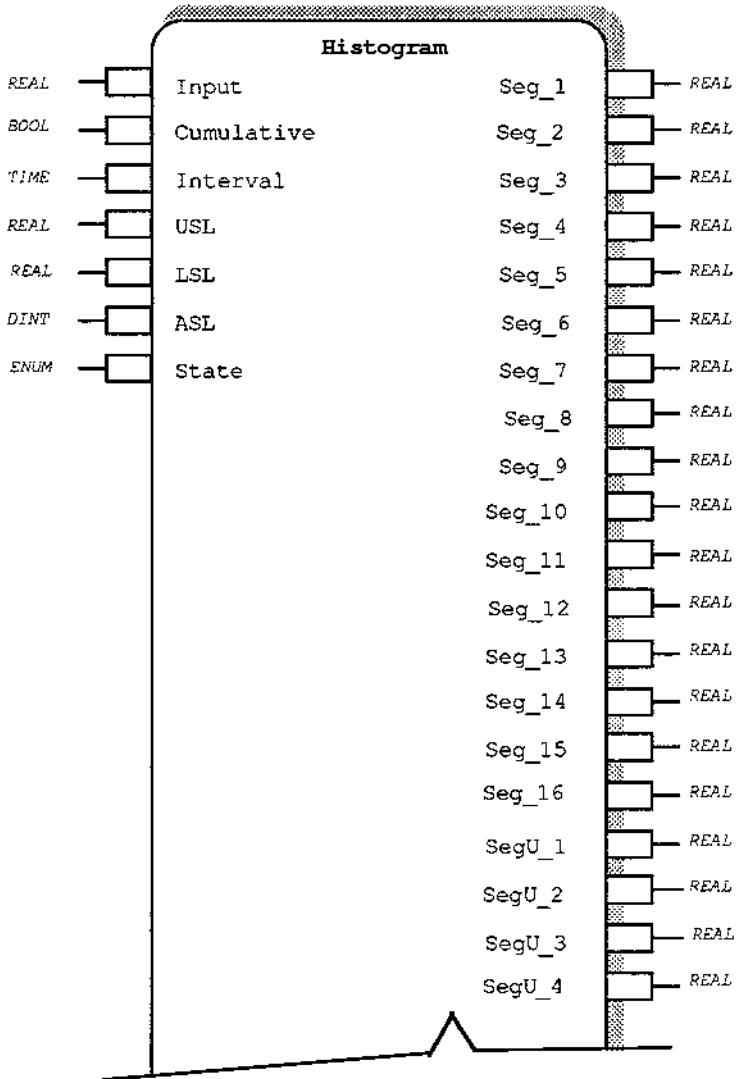 Histogram
REAL Input Seg_1 REAL
BOOL Cumulative Seg_2 REAL
TIME Interval Seg_3 REAL
REAL USL Seg_4 REAL
REAL LSL Seg_5 REAL
DINT ASL Seg_6 REAL
ENUM State Seg_7 REAL
Seg_8 REAL
Seg_9 REAL
Seg_10 REAL
Seg_11 REAL
Seg_12 REAL
Seg_13 REAL
Seg_14 REAL
Seg_15 REAL
Seg_16 REAL
SegU_1 REAL
SegU_2 REAL
SegU_3 REAL
SegU_4 REAL